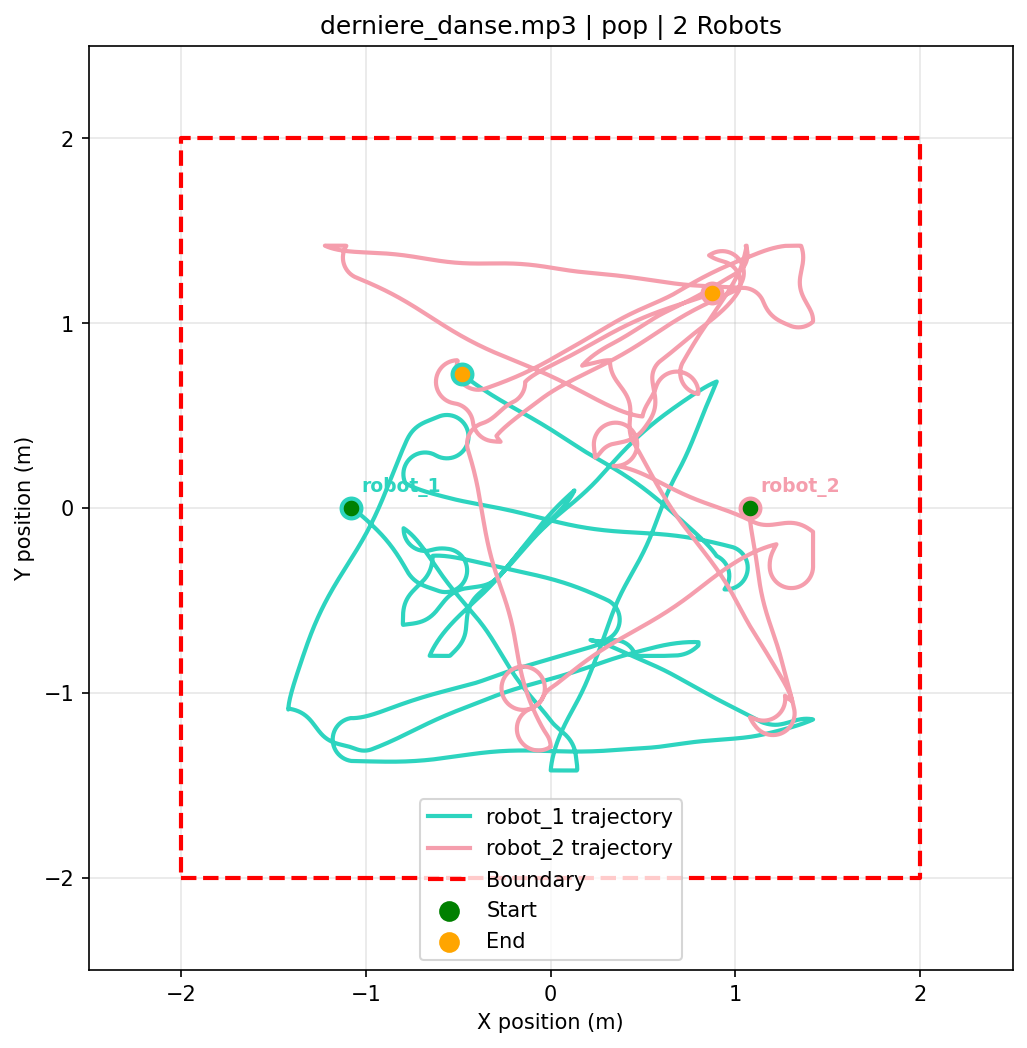 derniere_danse.mp3 | pop | 2 Robots
Y position (m)
2
1
0
−1
−2
robot_1
robot_2
robot_1 trajectory
robot_2 trajectory
Boundary
Start
End
−2
−1
0
1
2
X position (m)